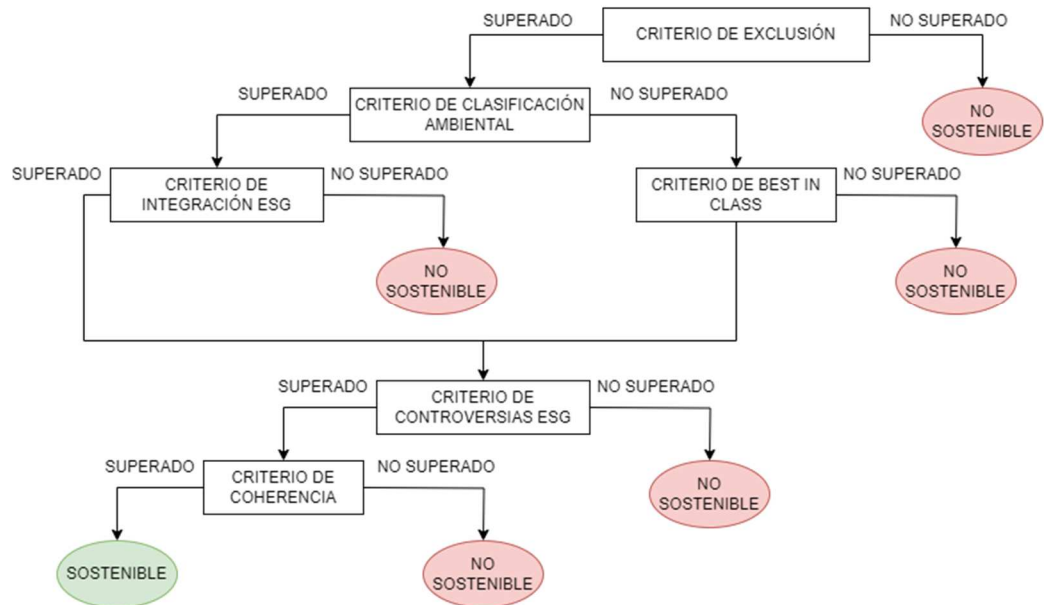 SUPERADO
CRITERIO DE EXCLUSIÓN
NO SUPERADO
SUPERADO
CRITERIO DE CLASIFICACIÓN
AMBIENTAL
NO SUPERADO
NO
SOSTENIBLE
SUPERADO
CRITERIO DE
INTEGRACIÓN ESG
NO SUPERADO
CRITERIO DE BEST IN
CLASS
NO SUPERADO
NO
SOSTENIBLE
NO
SOSTENIBLE
SUPERADO
CRITERIO DE
CONTROVERSIAS ESG
NO SUPERADO
SUPERADO
CRITERIO DE
COHERENCIA
NO SUPERADO
NO
SOSTENIBLE
SOSTENIBLE
NO
SOSTENIBLE